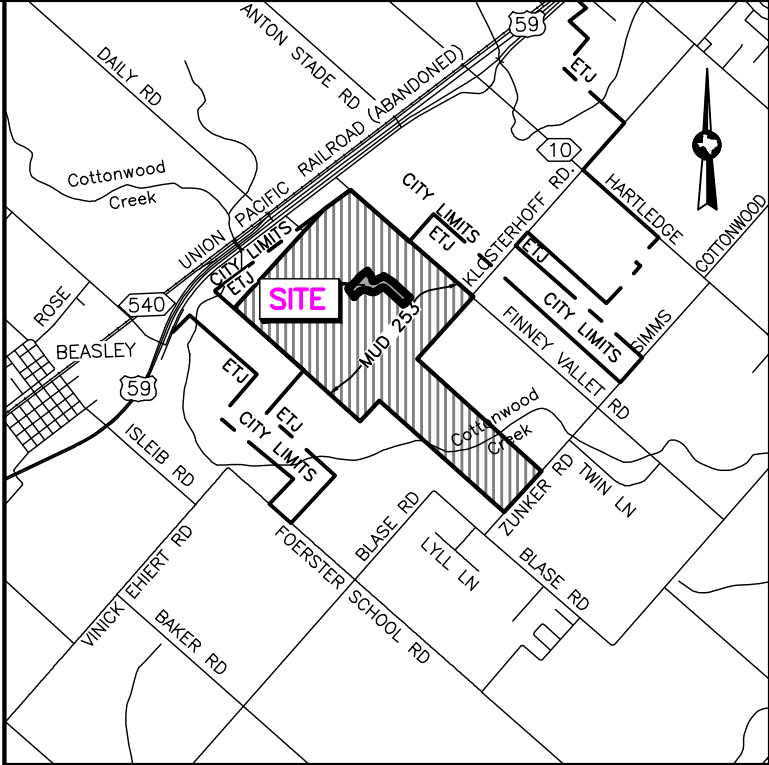 59
ANTON STADE RD
DAILY RD
ETJ
UNION PACIFIC RAILROAD (ABANDONED)
10
Cottonwood
Creek
CITY LIMITS
ETJ
KLOSTERHOFF RD.
HARTLEDGE
COTTONWOOD
CITY LIMITS
ETJ
ETJ
SITE
540
ROSE
CITY LIMITS
SIMMS
FINNEY VALLET RD
MUD 253
BEASLEY
59
ETJ
ETJ
CITY LIMITS
Cottonwood
Creek
ISLEIB RD
ZUNKER RD
TWIN LN
BLASE RD
LYLL LN
BLASE RD
FOERSTER SCHOOL RD
VINICK EHIERT RD
BAKER RD